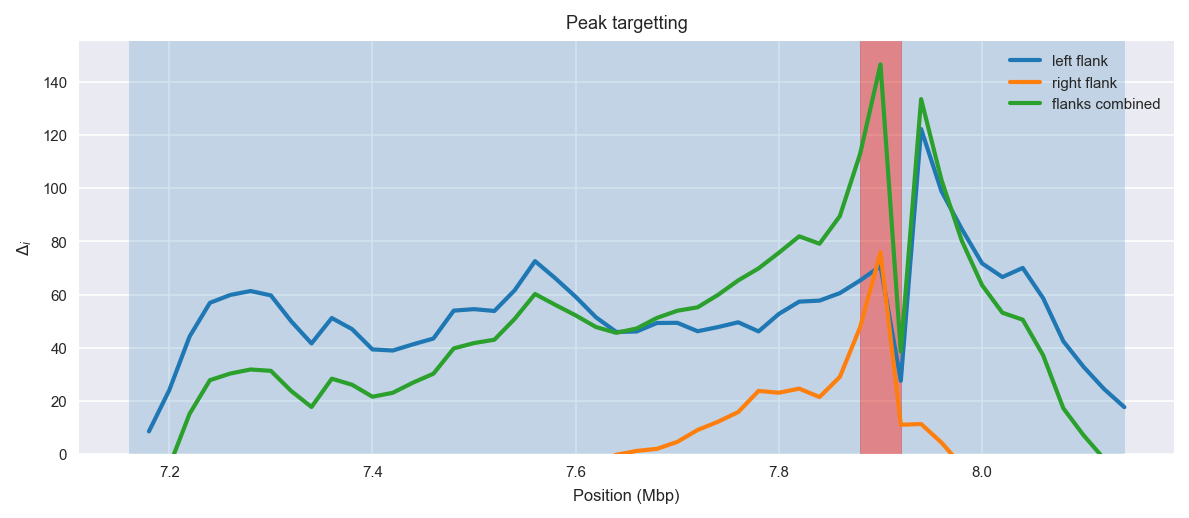 Peak targetting
left flank
right flank
flanks combined
140
120
100
80
60
40
20
0
Δi
7.2
7.4
7.6
7.8
8.0
Position (Mbp)